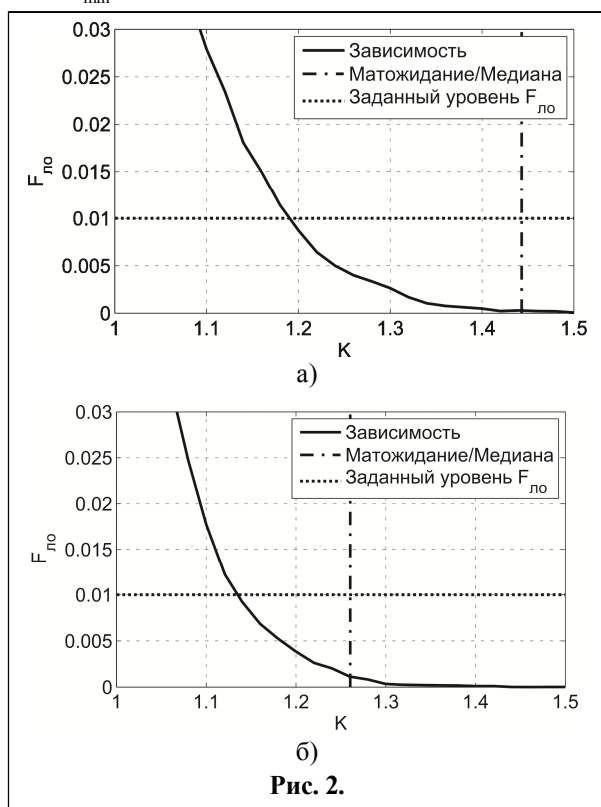 min
0.03
0.025
0.02
0.015
0.01
0.005
0
F_ло
Зависимость
Матожидание/Медиана
Заданный уровень F_ло
1 1.1 1.2 1.3 1.4 1.5
K
а)
0.03
0.025
0.02
0.015
0.01
0.005
0
F_ло
Зависимость
Матожидание/Медиана
Заданный уровень F_ло
1 1.1 1.2 1.3 1.4 1.5
K
б)
Рис. 2.